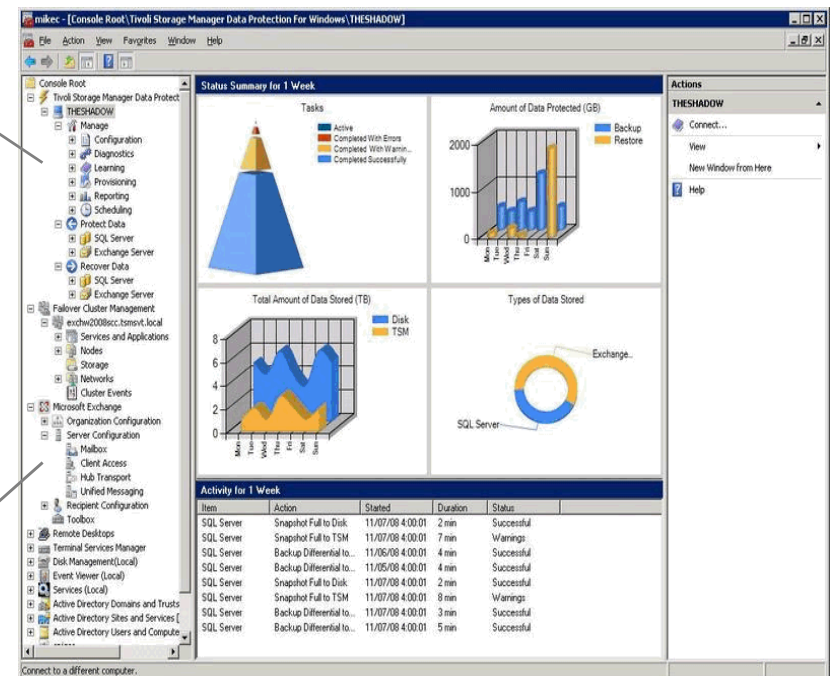 mikec - [Console Root\Tivoli Storage Manager Data Protection For Windows\THESHADOW]
File Action View Favorites Window Help
Console Root
Tivoli Storage Manager Data Protect
THESHADOW
Manage
Configuration
Diagnostics
Learning
Provisioning
Reporting
Scheduling
Protect Data
SQL Server
Exchange Server
Recover Data
SQL Server
Exchange Server
Failover Cluster Management
exchw2008scc.tsmsvt.local
Services and Applications
Nodes
Storage
Networks
Cluster Events
Microsoft Exchange
Organization Configuration
Server Configuration
Mailbox
Client Access
Hub Transport
Unified Messaging
Recipient Configuration
Toolbox
Remote Desktops
Terminal Services Manager
Disk Management(Local)
Event Viewer (Local)
Services (Local)
Active Directory Domains and Trusts
Active Directory Sites and Services [
Active Directory Users and Compute
Status Summary for 1 Week
Tasks
Active
Completed With Errors
Completed With Warnin...
Completed Successfully
Amount of Data Protected (GB)
2000
1000
0
Mon
Tue
Wed
Thu
Fri
Sat
Sun
Backup
Restore
Total Amount of Data Stored (TB)
8
6
4
2
0
Mon
Tue
Wed
Thu
Fri
Sat
Sun
Disk
TSM
Types of Data Stored
Exchange..
SQL Server
Activity for 1 Week
Item Action Started Duration Status
SQL Server Snapshot Full to Disk 11/07/08 4:00:01 2 min Successful
SQL Server Snapshot Full to TSM 11/07/08 4:00:01 7 min Warnings
SQL Server Backup Differential to... 11/06/08 4:00:01 4 min Successful
SQL Server Backup Differential to... 11/05/08 4:00:01 4 min Successful
SQL Server Snapshot Full to Disk 11/07/08 4:00:01 2 min Successful
SQL Server Snapshot Full to TSM 11/07/08 4:00:01 8 min Warnings
SQL Server Backup Differential to... 11/07/08 4:00:01 3 min Successful
SQL Server Backup Differential to... 11/07/08 4:00:01 5 min Successful
Actions
THESHADOW
Connect...
View
New Window from Here
Help
Connect to a different computer.